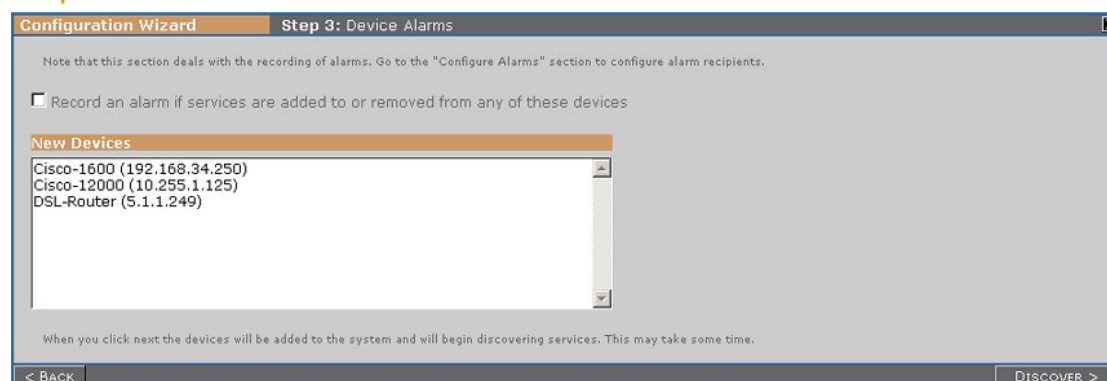 Configuration Wizard Step 3: Device Alarms
Note that this section deals with the recording of alarms. Go to the "Configure Alarms" section to configure alarm recipients.
Record an alarm if services are added to or removed from any of these devices
New Devices
Cisco-1600 (192.168.34.250)
Cisco-12000 (10.255.1.125)
DSL-Router (5.1.1.249)
When you click next the devices will be added to the system and will begin discovering services. This may take some time.
< BACK DISCOVER >